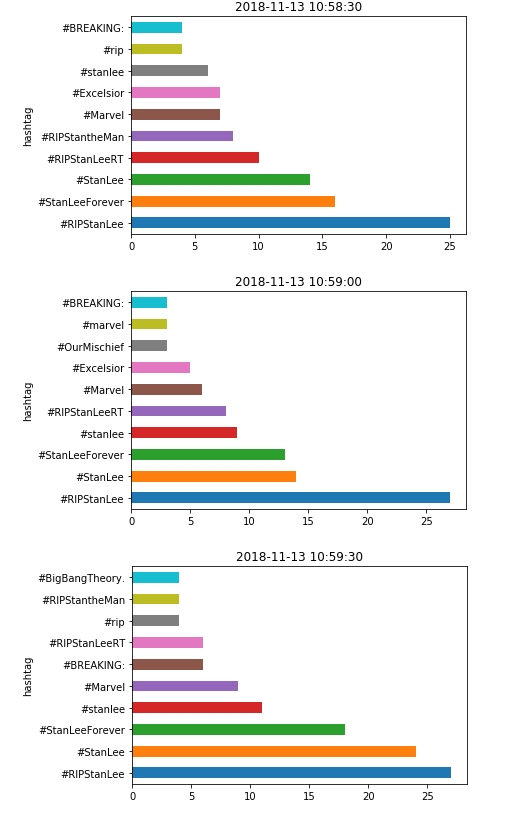 2018-11-13 10:58:30
#BREAKING:
#rip
#stanlee
#Excelsior
#Marvel
#RIPStantheMan
#RIPStanLeeRT
#StanLee
#StanLeeForever
#RIPStanLee
hashtag
0 5 10 15 20 25
2018-11-13 10:59:00
#BREAKING:
#marvel
#OurMischief
#Excelsior
#Marvel
#RIPStanLeeRT
#stanlee
#StanLeeForever
#StanLee
#RIPStanLee
hashtag
0 5 10 15 20 25
2018-11-13 10:59:30
#BigBangTheory.
#RIPStantheMan
#rip
#RIPStanLeeRT
#BREAKING:
#Marvel
#stanlee
#StanLeeForever
#StanLee
#RIPStanLee
hashtag
0 5 10 15 20 25